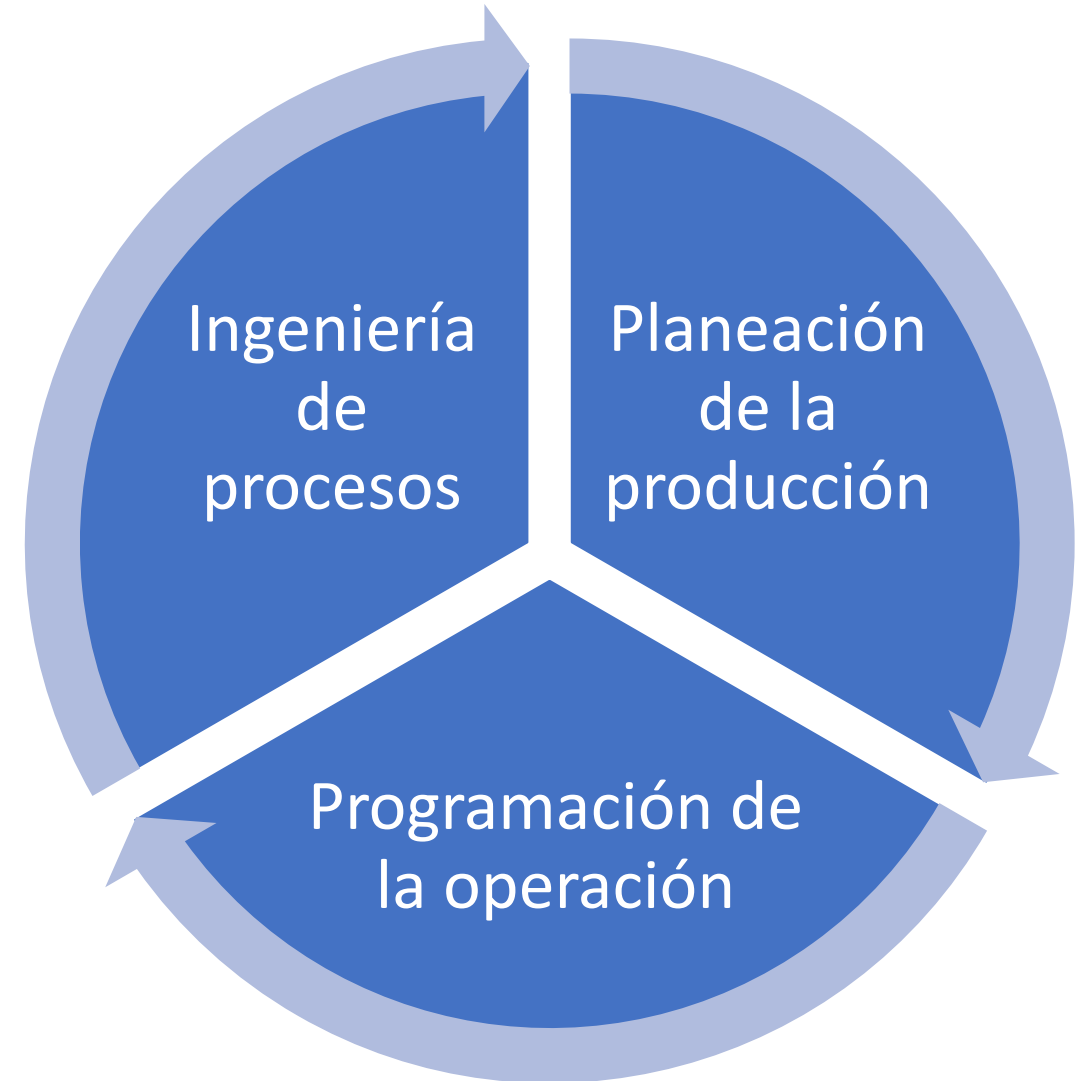 Ingeniería
de
procesos
Planeación
de la
producción
Programación de
la operación